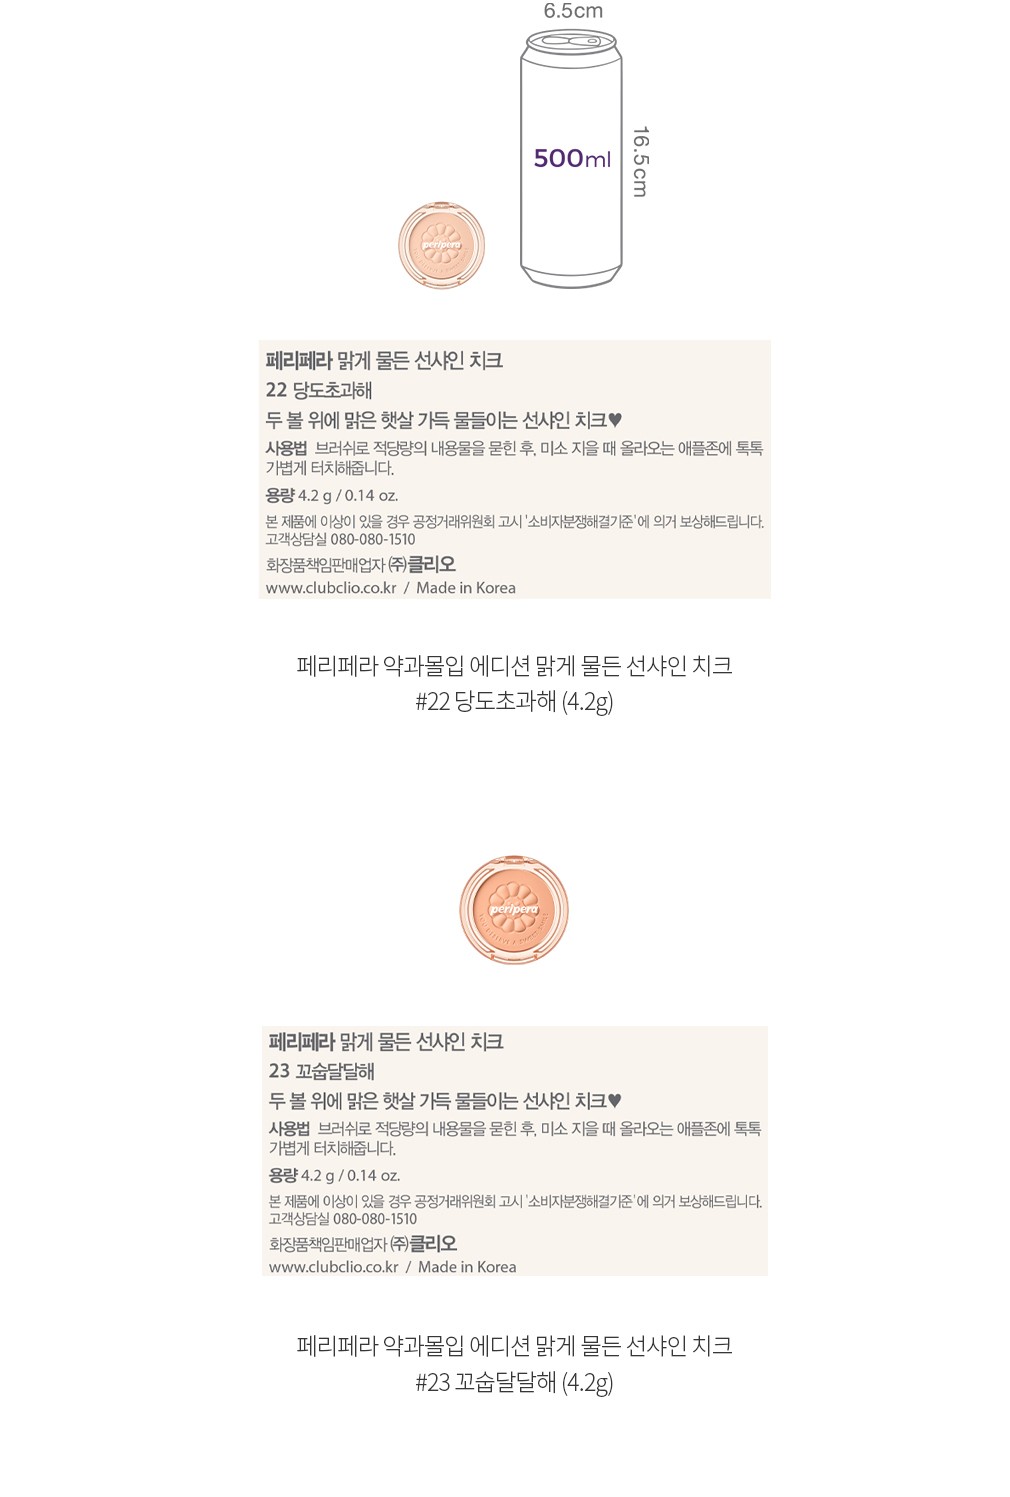 6.5cm
500ml
16.5cm
peripera
페리페라 맑게 물든 선샤인 치크
22 당도초과해
두 볼 위에 맑은 햇살 가득 물들이는 선샤인 치크♥
사용법 브러쉬로 적당량의 내용물을 묻힌 후, 미소 지을 때 올라오는 애플존에 톡톡
가볍게 터치해줍니다.
용량 4.2 g / 0.14 oz.
본 제품에 이상이 있을 경우 공정거래위원회 고시 '소비자분쟁해결기준'에 의거 보상해드립니다.
고객상담실 080-080-1510
화장품책임판매업자 ㈜클리오
www.clubclio.co.kr / Made in Korea
페리페라 약과몰입 에디션 맑게 물든 선샤인 치크
#22 당도초과해 (4.2g)
peripera
페리페라 맑게 물든 선샤인 치크
23 꼬숩달달해
두 볼 위에 맑은 햇살 가득 물들이는 선샤인 치크♥
사용법 브러쉬로 적당량의 내용물을 묻힌 후, 미소 지을 때 올라오는 애플존에 톡톡
가볍게 터치해줍니다.
용량 4.2 g / 0.14 oz.
본 제품에 이상이 있을 경우 공정거래위원회 고시 '소비자분쟁해결기준'에 의거 보상해드립니다.
고객상담실 080-080-1510
화장품책임판매업자 ㈜클리오
www.clubclio.co.kr / Made in Korea
페리페라 약과몰입 에디션 맑게 물든 선샤인 치크
#23 꼬숩달달해 (4.2g)